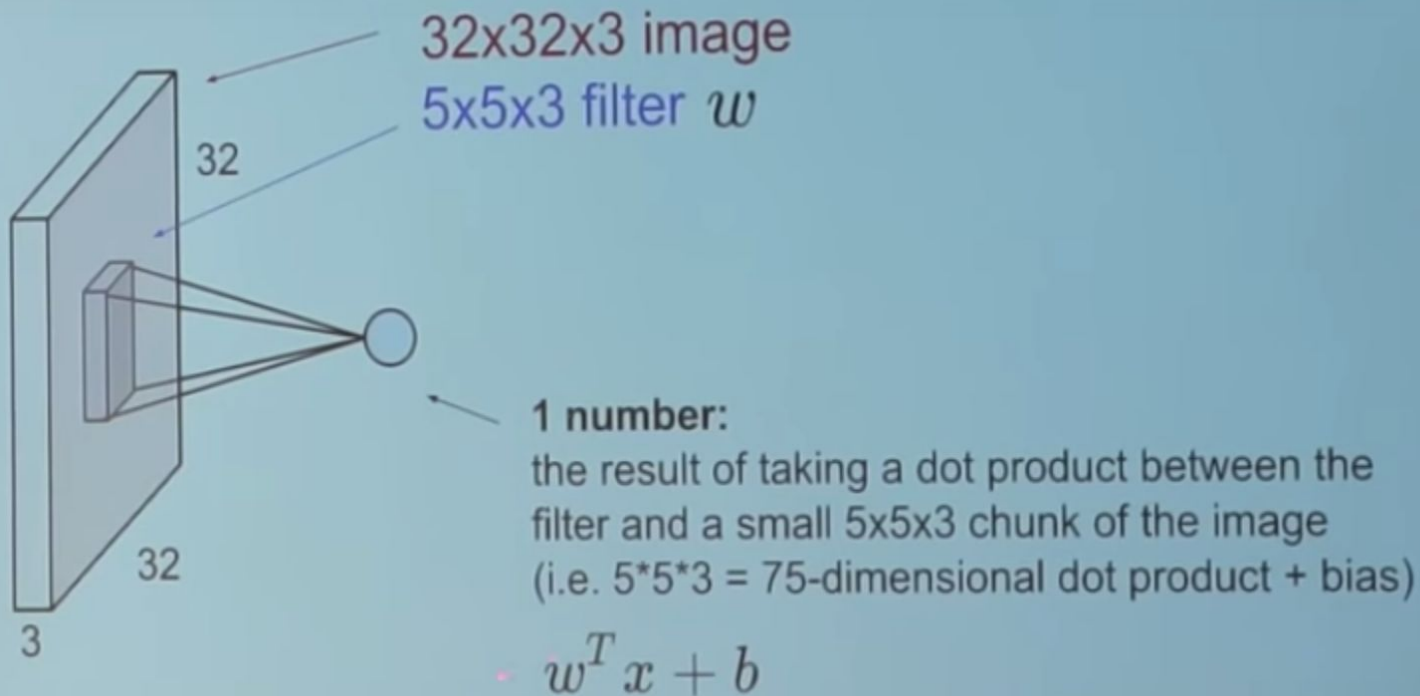 32x32x3 image
5x5x3 filter w
32
1 number:
the result of taking a dot product between the
filter and a small 5x5x3 chunk of the image
(i.e. 5*5*3 = 75-dimensional dot product + bias)
32
3
w^T x + b